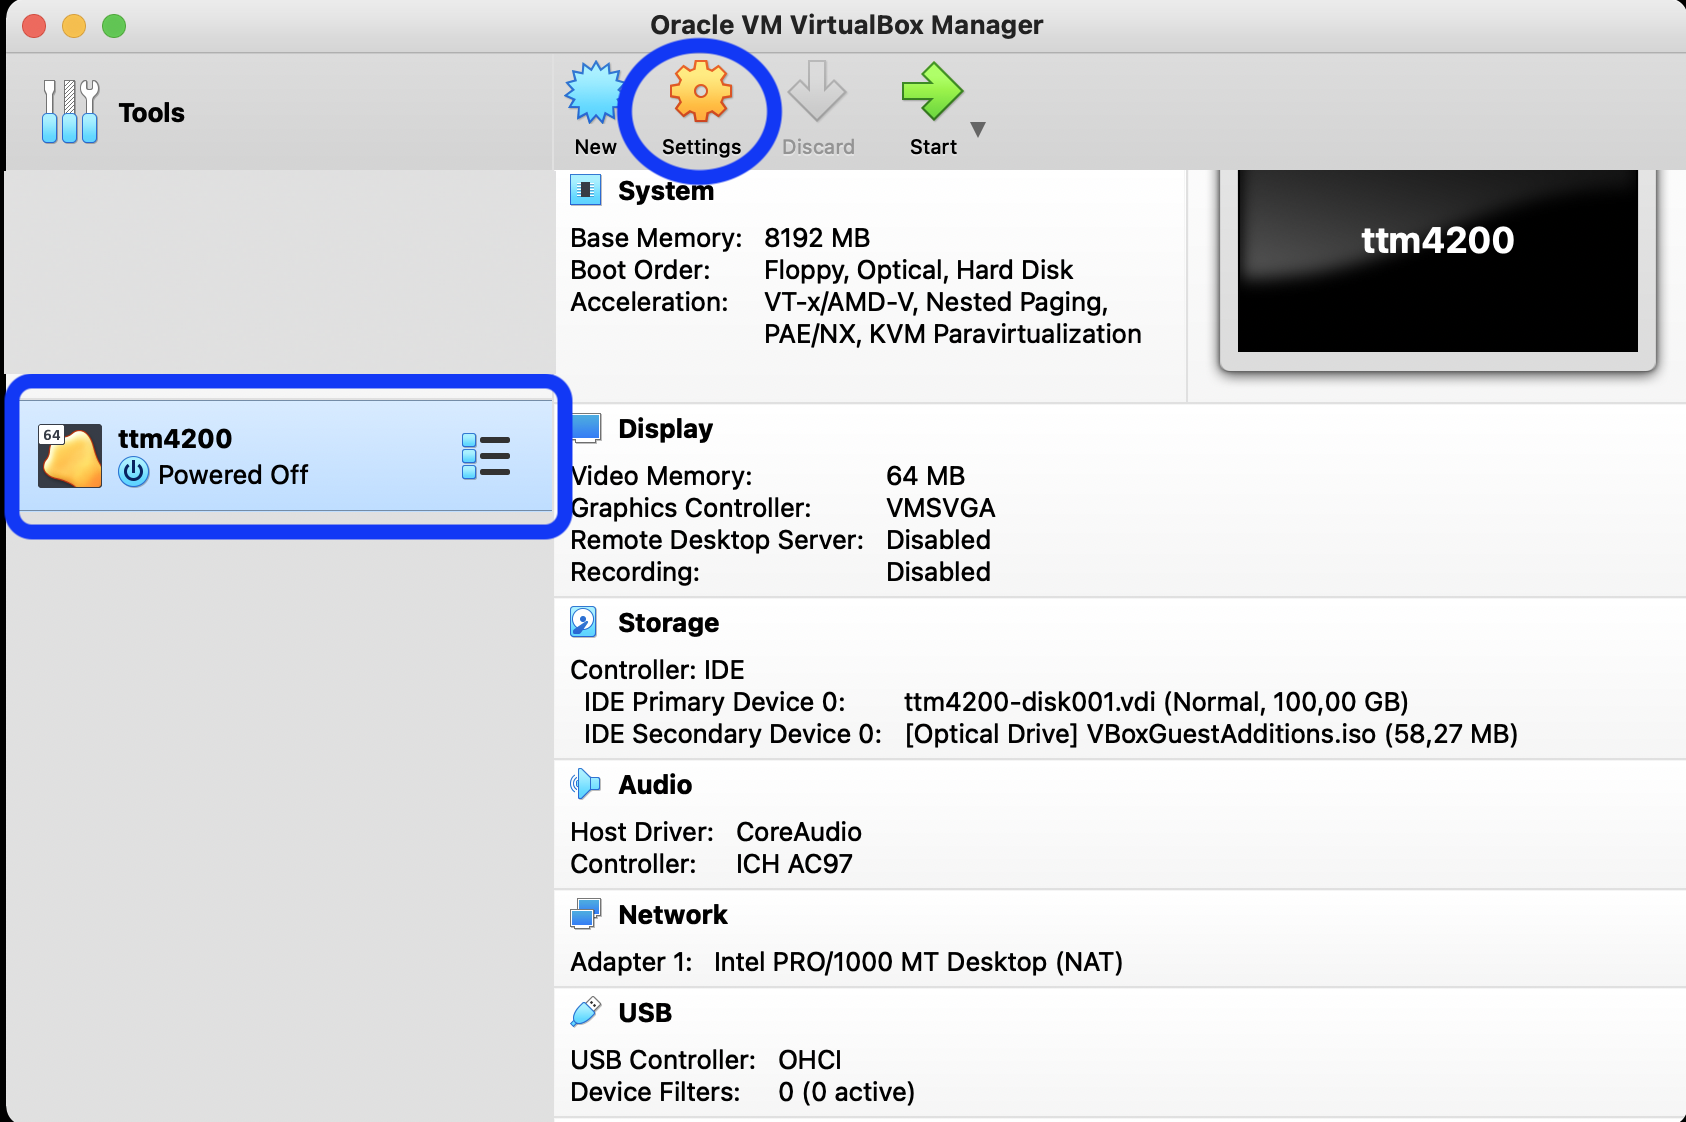 Oracle VM VirtualBox Manager
Tools
New
Settings
Discard
Start
64
ttm4200
Powered Off
System
Base Memory: 8192 MB
Boot Order: Floppy, Optical, Hard Disk
Acceleration: VT-x/AMD-V, Nested Paging,
PAE/NX, KVM Paravirtualization
ttm4200
Display
Video Memory: 64 MB
Graphics Controller: VMSVGA
Remote Desktop Server: Disabled
Recording: Disabled
Storage
Controller: IDE
IDE Primary Device 0: ttm4200-disk001.vdi (Normal, 100,00 GB)
IDE Secondary Device 0: [Optical Drive] VBoxGuestAdditions.iso (58,27 MB)
Audio
Host Driver: CoreAudio
Controller: ICH AC97
Network
Adapter 1: Intel PRO/1000 MT Desktop (NAT)
USB
USB Controller: OHCI
Device Filters: 0 (0 active)